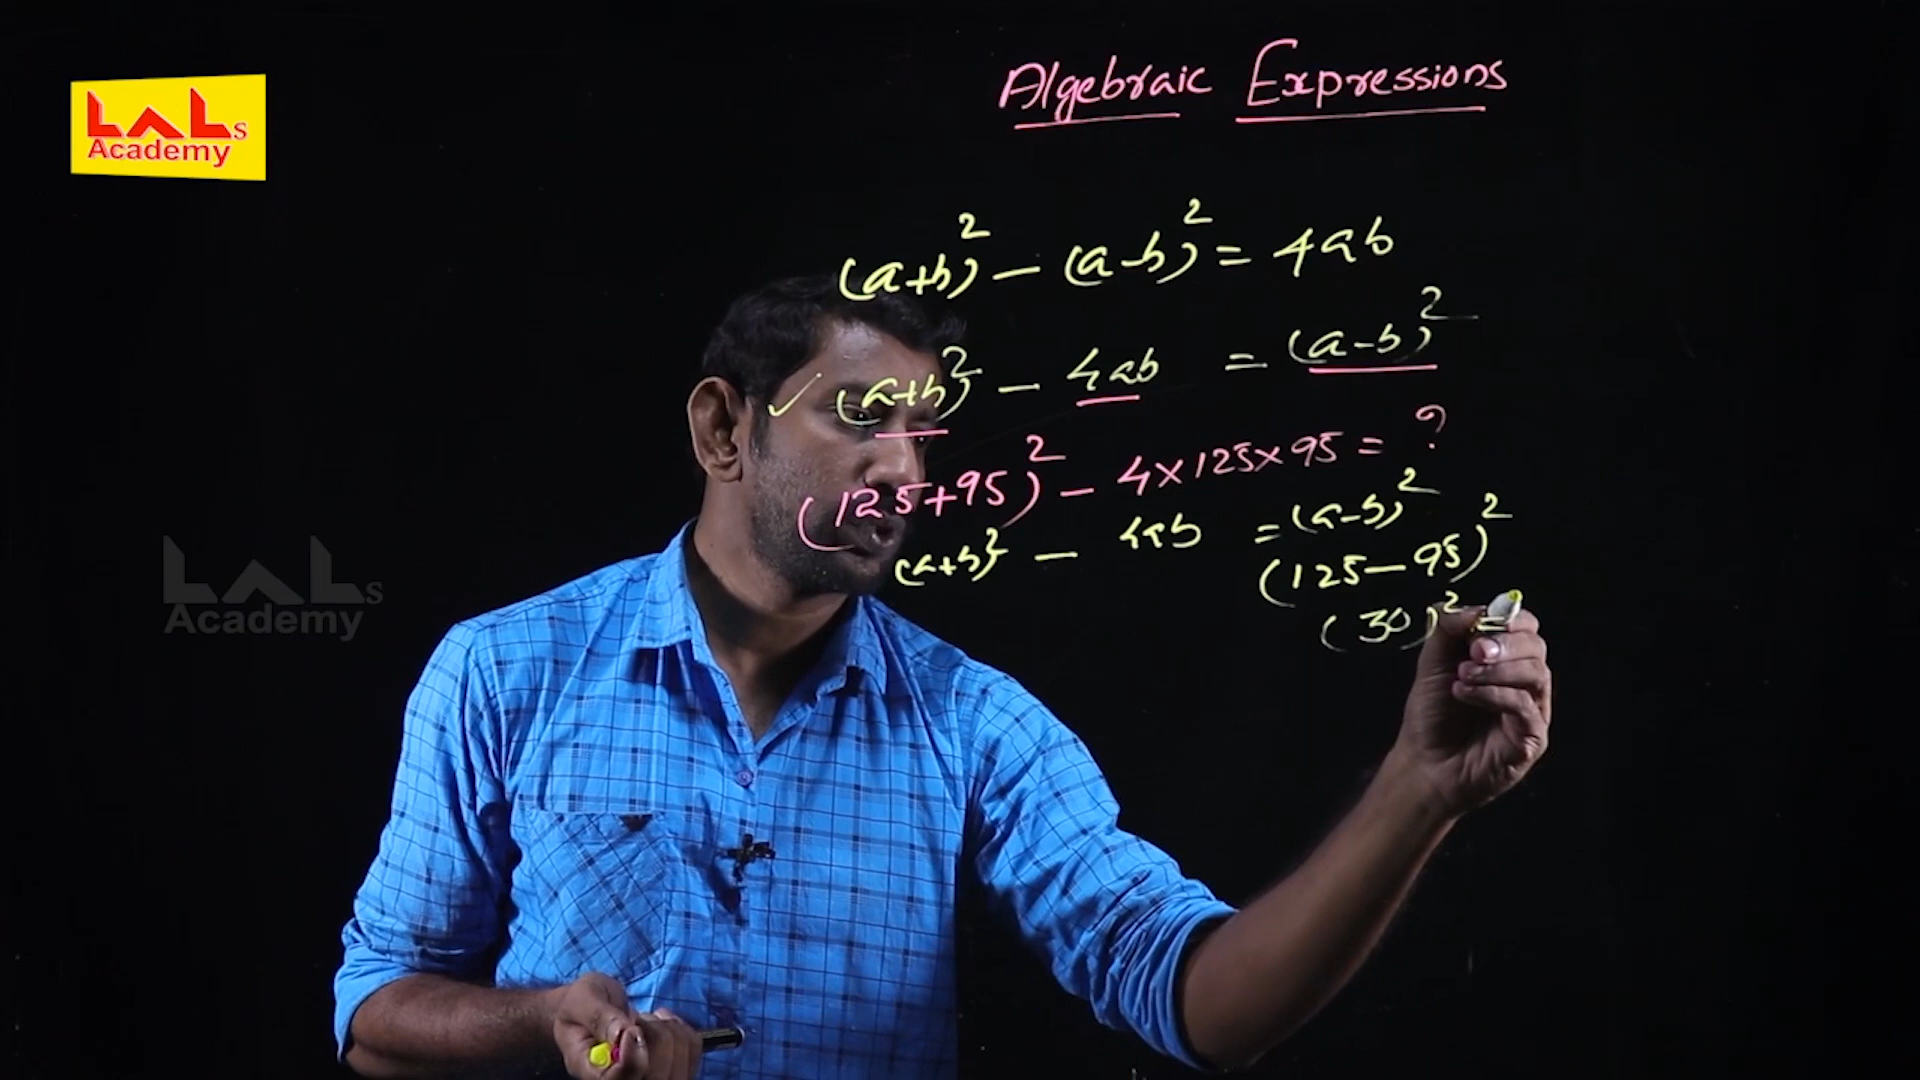 Algebraic Expressions
LALs
Academy
(a+b)² – (a-b)² = 4ab
✓ (a+b)² – 4ab = (a-b)²
(125+95)² – 4×125×95 = ?
(a+b)² – 4ab = (a-b)²
(125–95)²
(30)² =
LALs
Academy